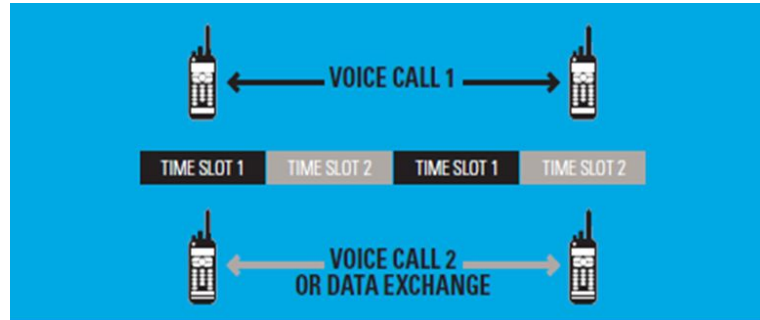 VOICE CALL 1
TIME SLOT 1 TIME SLOT 2 TIME SLOT 1 TIME SLOT 2
VOICE CALL 2
OR DATA EXCHANGE